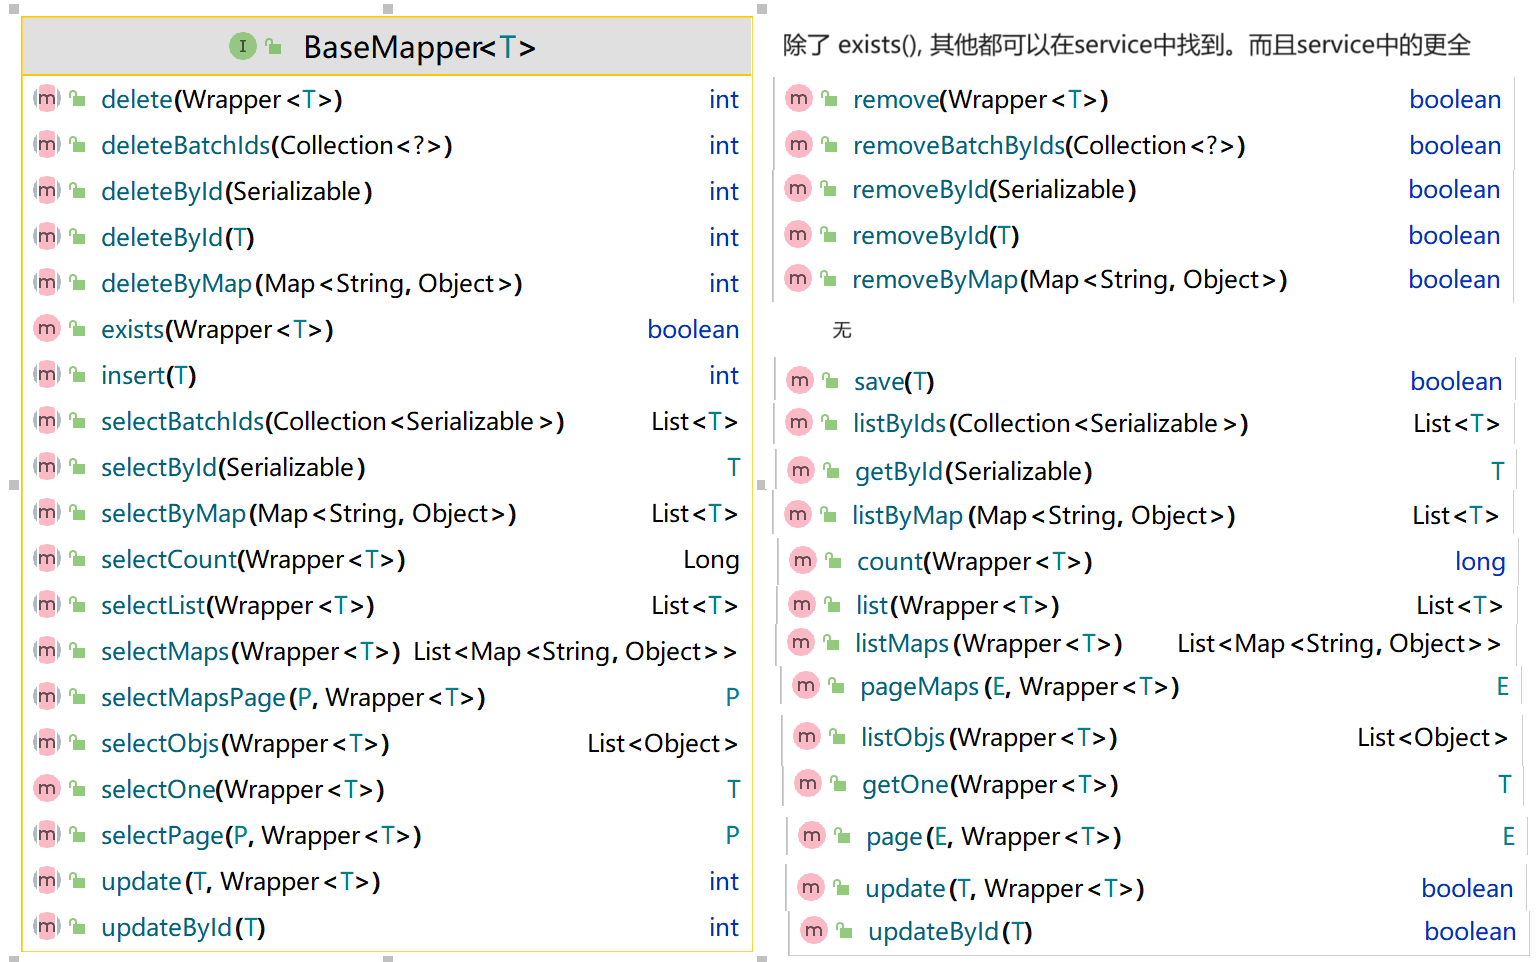 BaseMapper<T>
delete(Wrapper<T>) int
deleteBatchIds(Collection<?>) int
deleteById(Serializable) int
deleteById(T) int
deleteByMap(Map<String, Object>) int
exists(Wrapper<T>) boolean
insert(T) int
selectBatchIds(Collection<Serializable>) List<T>
selectById(Serializable) T
selectByMap(Map<String, Object>) List<T>
selectCount(Wrapper<T>) Long
selectList(Wrapper<T>) List<T>
selectMaps(Wrapper<T>) List<Map<String, Object>>
selectMapsPage(P, Wrapper<T>) P
selectObjs(Wrapper<T>) List<Object>
selectOne(Wrapper<T>) T
selectPage(P, Wrapper<T>) P
update(T, Wrapper<T>) int
updateById(T) int
除了 exists(), 其他都可以在service中找到。而且service中的更全
remove(Wrapper<T>) boolean
removeBatchByIds(Collection<?>) boolean
removeById(Serializable) boolean
removeById(T) boolean
removeByMap(Map<String, Object>) boolean
无
save(T) boolean
listByIds(Collection<Serializable>) List<T>
getById(Serializable) T
listByMap(Map<String, Object>) List<T>
count(Wrapper<T>) long
list(Wrapper<T>) List<T>
listMaps(Wrapper<T>) List<Map<String, Object>>
pageMaps(E, Wrapper<T>) E
listObjs(Wrapper<T>) List<Object>
getOne(Wrapper<T>) T
page(E, Wrapper<T>) E
update(T, Wrapper<T>) boolean
updateById(T) boolean